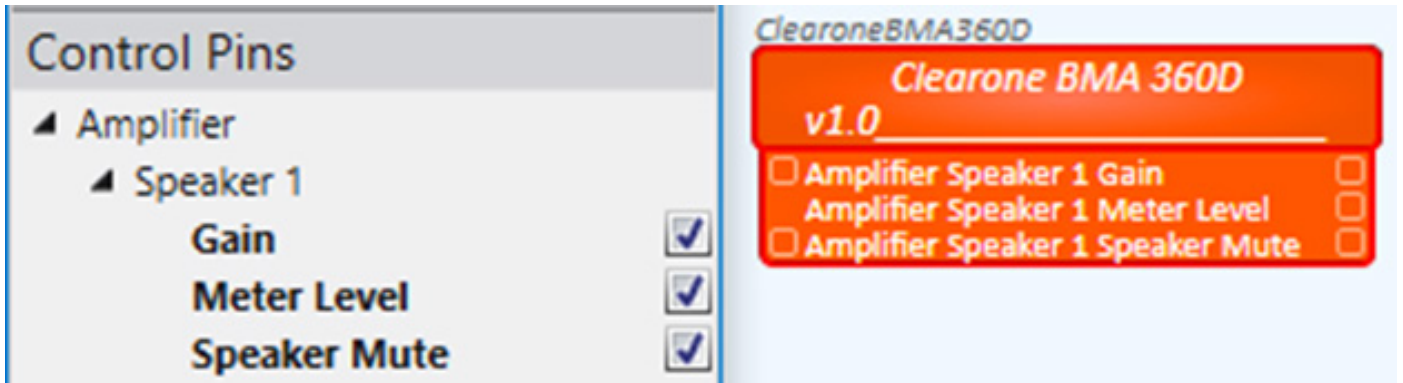 Control Pins
Amplifier
Speaker 1
Gain
Meter Level
Speaker Mute
ClearoneBMA360D
Clearone BMA 360D
v1.0
Amplifier Speaker 1 Gain
Amplifier Speaker 1 Meter Level
Amplifier Speaker 1 Speaker Mute